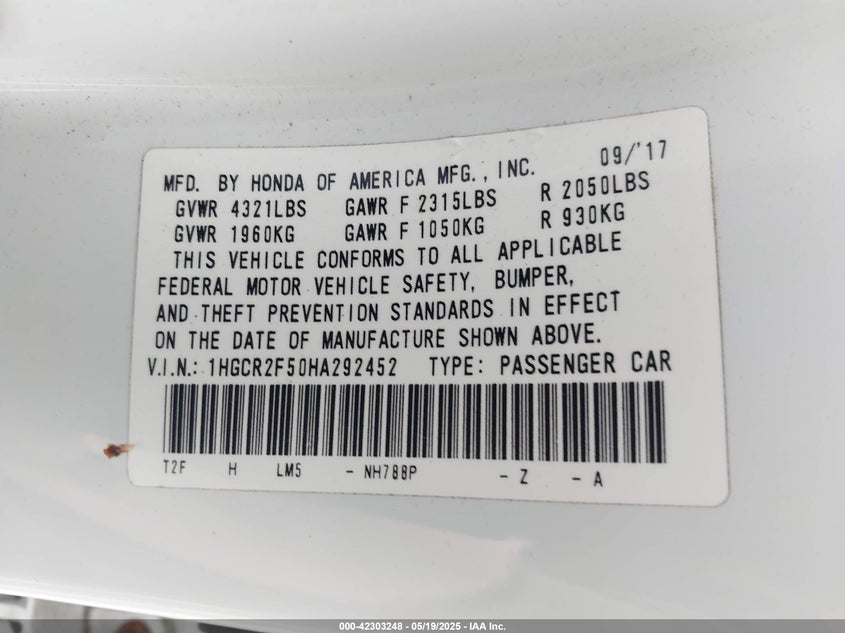 MFD. BY HONDA OF AMERICA MFG., INC. 09/'17
GVWR 4321LBS GAWR F 2315LBS R 2050LBS
GVWR 1960KG GAWR F 1050KG R 930KG
THIS VEHICLE CONFORMS TO ALL APPLICABLE
FEDERAL MOTOR VEHICLE SAFETY, BUMPER,
AND THEFT PREVENTION STANDARDS IN EFFECT
ON THE DATE OF MANUFACTURE SHOWN ABOVE.
V.I.N.: 1HGCR2F50HA292452 TYPE: PASSENGER CAR
T2F H LM5 - NH788P - Z - A
000-42303248 - 05/19/2025 - IAA Inc.